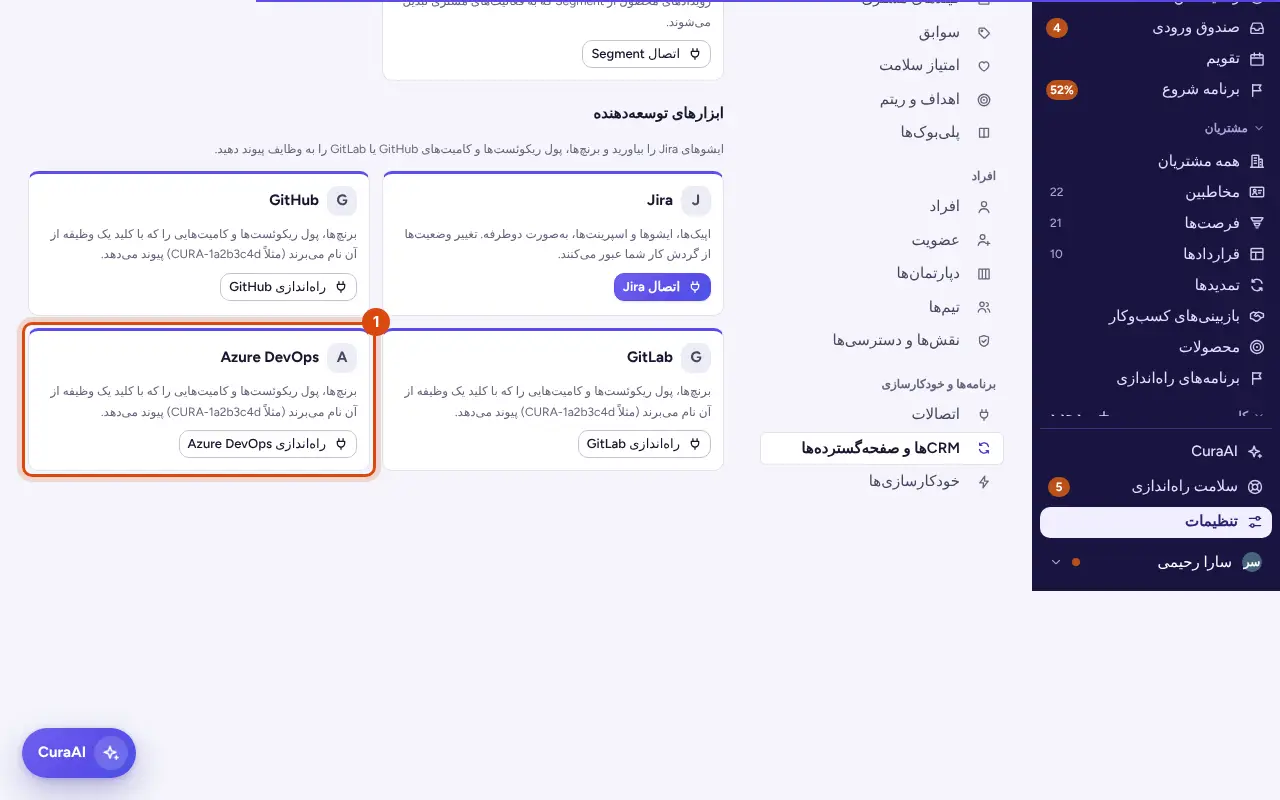 صندوق ورودی
4
تقویم
برنامه شروع
52%
مشتریان
همه مشتریان
مخاطبین
22
فرصت‌ها
21
قراردادها
10
تمدیدها
بازبینی‌های کسب‌وکار
محصولات
برنامه‌های راه‌اندازی
CuraAI
سلامت راه‌اندازی
5
تنظیمات
سارا رحیمی
سر
سوابق
امتیاز سلامت
اهداف و ریتم
پلی‌بوک‌ها
افراد
افراد
عضویت
دپارتمان‌ها
تیم‌ها
نقش‌ها و دسترسی‌ها
برنامه‌ها و خودکارسازی
اتصالات
CRMها و صفحه‌گسترده‌ها
خودکارسازی‌ها
رویدادهای محصول از Segment که به فعالیت‌های مشتری تبدیل
می‌شوند.
اتصال Segment
ابزارهای توسعه‌دهنده
ایشوهای Jira را بیاورید و برنچ‌ها، پول ریکوئست‌ها و کامیت‌های GitHub یا GitLab را به وظایف پیوند دهید.
J
Jira
اپیک‌ها، ایشوها و اسپرینت‌ها، به‌صورت دوطرفه. تغییر وضعیت‌ها
از گردش کار شما عبور می‌کنند.
اتصال Jira
G
GitHub
برنچ‌ها، پول ریکوئست‌ها و کامیت‌هایی را که با کلید یک وظیفه از
آن نام می‌برند (مثلاً CURA-1a2b3c4d) پیوند می‌دهد.
راه‌اندازی GitHub
G
GitLab
برنچ‌ها، پول ریکوئست‌ها و کامیت‌هایی را که با کلید یک وظیفه از
آن نام می‌برند (مثلاً CURA-1a2b3c4d) پیوند می‌دهد.
راه‌اندازی GitLab
1
A
Azure DevOps
برنچ‌ها، پول ریکوئست‌ها و کامیت‌هایی را که با کلید یک وظیفه از
آن نام می‌برند (مثلاً CURA-1a2b3c4d) پیوند می‌دهد.
راه‌اندازی Azure DevOps
CuraAI